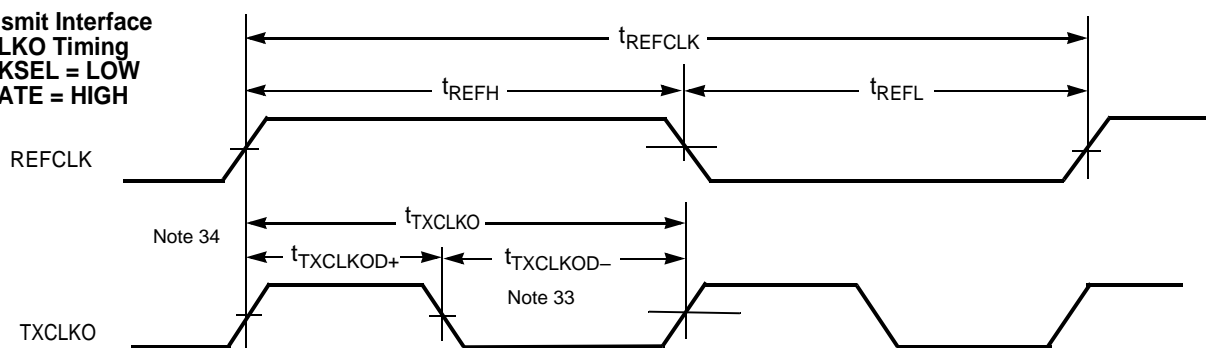 smit Interface
LKO Timing
KSEL = LOW
ATE = HIGH
tREFCLK
tREFH
tREFL
REFCLK
tTXCLKO
Note 34
tTXCLKOD+
tTXCLKOD–
Note 33
TXCLKO